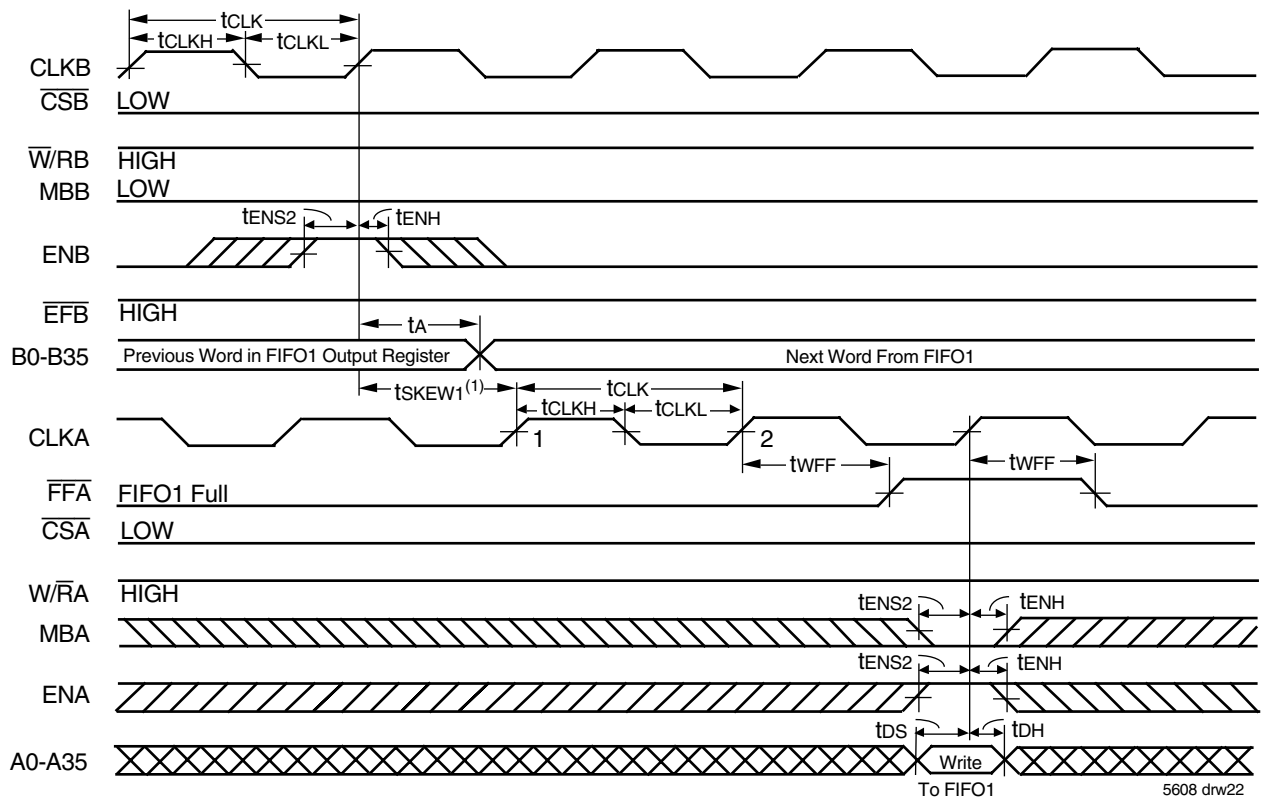 tCLK
tCLKH tCLKL
CLKB
CSB LOW
W/RB HIGH
MBB LOW
tENS2 tENH
ENB
EFB HIGH
tA
B0-B35 Previous Word in FIFO1 Output Register Next Word From FIFO1
tSKEW1(1) tCLK
tCLKH tCLKL
CLKA 1 2
tWFF tWFF
FFA FIFO1 Full
CSA LOW
W/RA HIGH
tENS2 tENH
MBA
tENS2 tENH
ENA
tDS tDH
A0-A35 Write
To FIFO1 5608 drw22